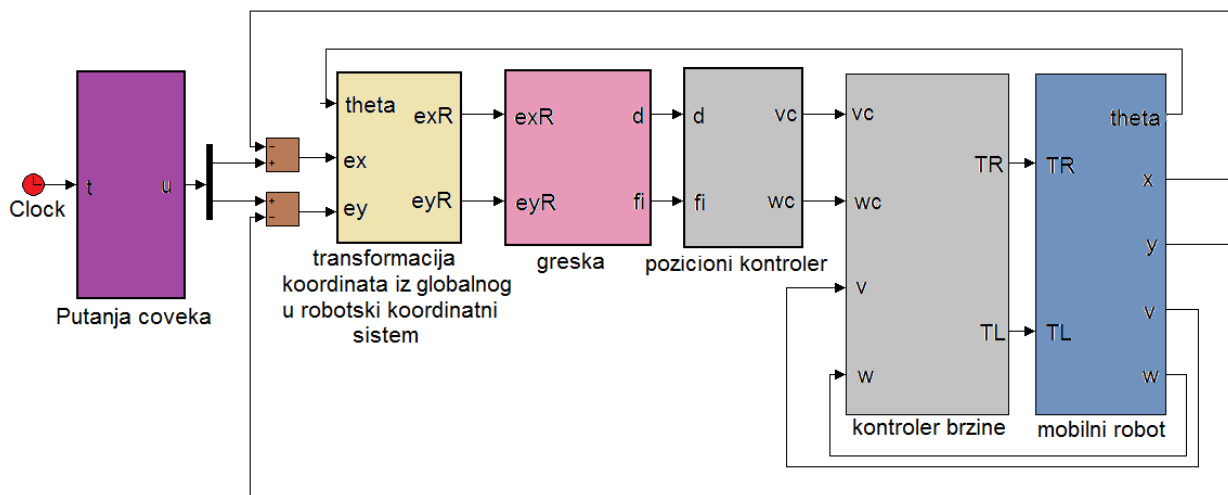 Clock
t
u
Putanja coveka
−
+
+
−
theta
ex
ey
exR
eyR
transformacija
koordinata iz globalnog
u robotski koordinatni
sistem
exR
eyR
d
fi
greska
d
fi
vc
wc
pozicioni kontroler
vc
wc
v
w
TR
TL
kontroler brzine
TR
TL
theta
x
y
v
w
mobilni robot